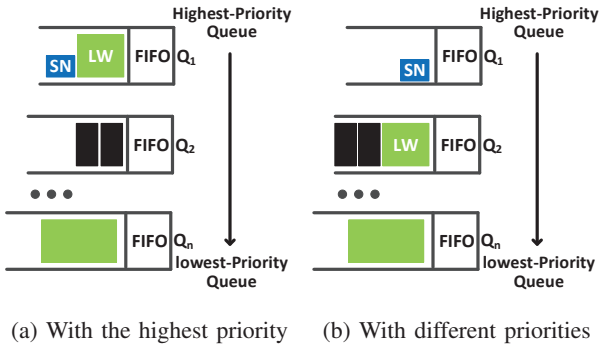 Highest-Priority
Queue
SN LW FIFO Q1
FIFO Q2
FIFO Qn
lowest-Priority
Queue
(a) With the highest priority
Highest-Priority
Queue
SN FIFO Q1
LW FIFO Q2
FIFO Qn
lowest-Priority
Queue
(b) With different priorities